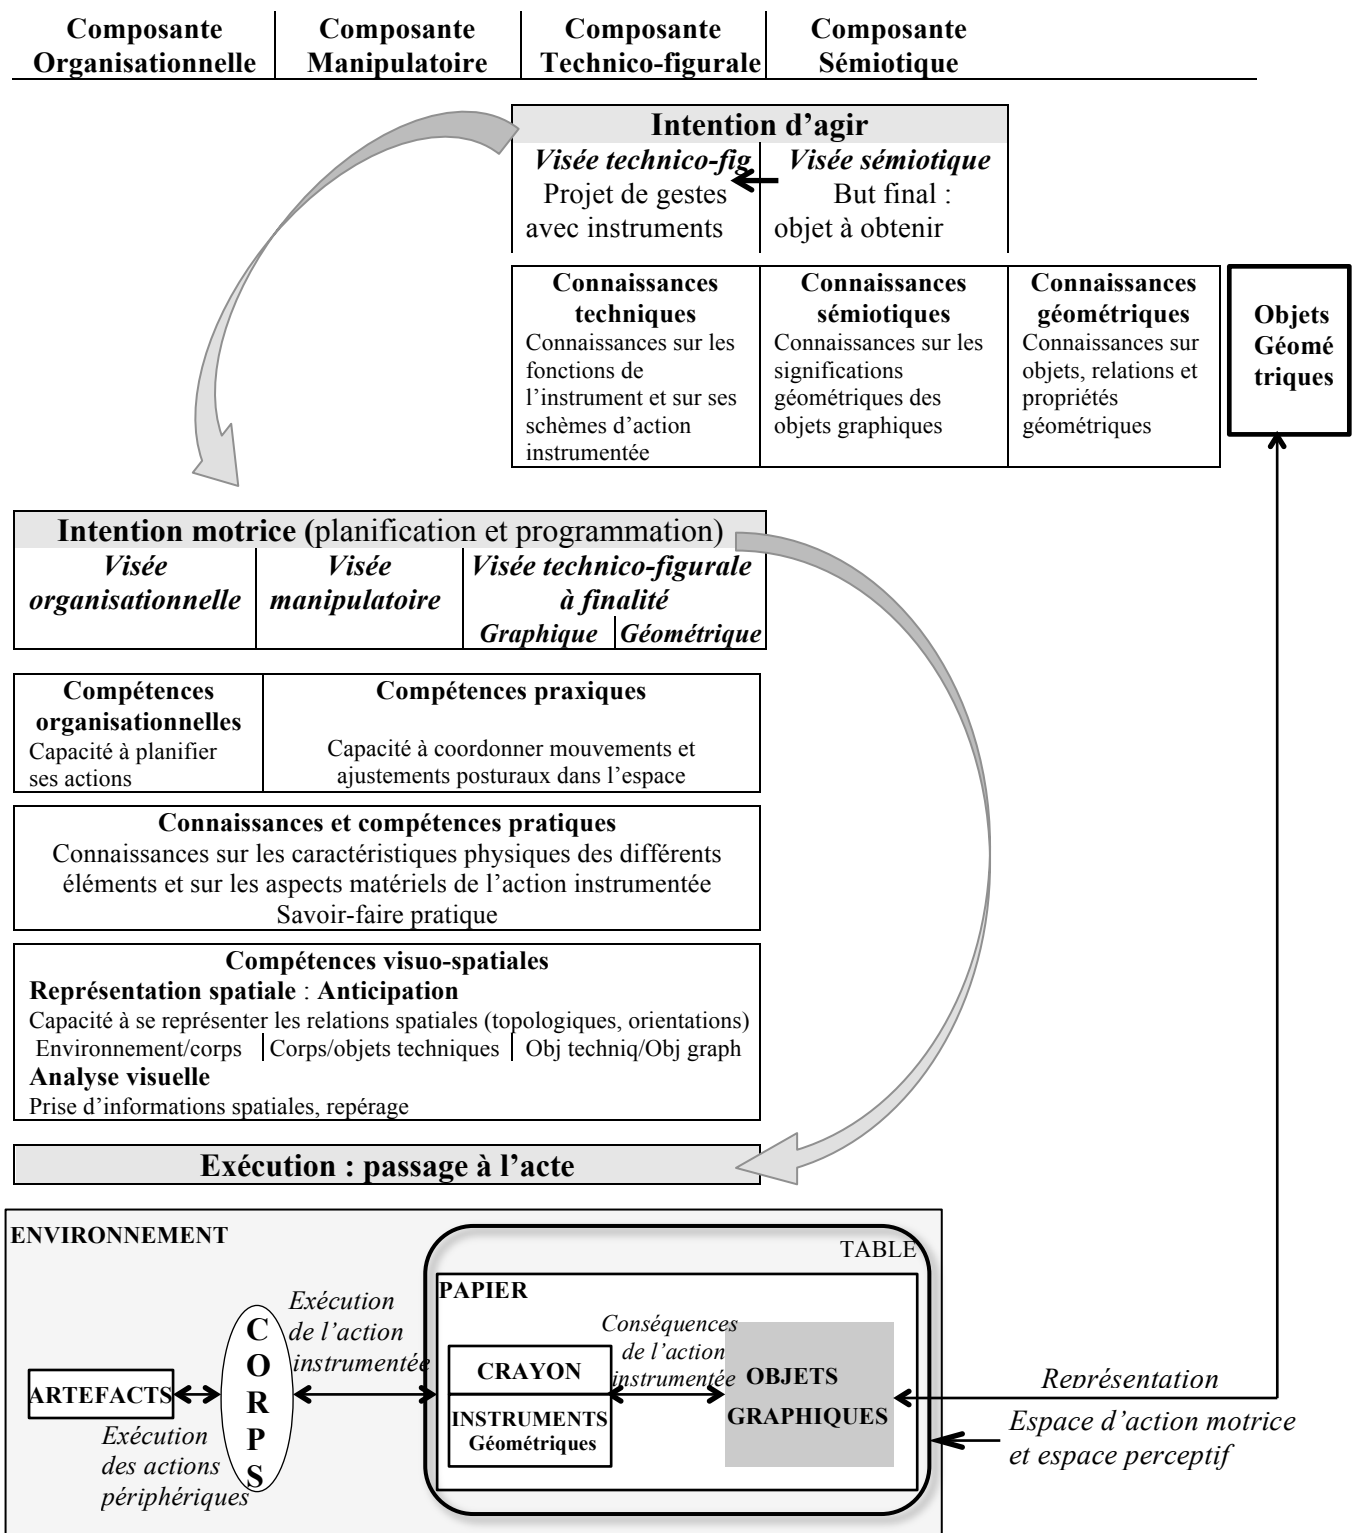 Composante
Organisationnelle
Composante
Manipulatoire
Composante
Technico-figurale
Composante
Sémiotique
Intention d’agir
Visée technico-fig
Projet de gestes
avec instruments
Visée sémiotique
But final :
objet à obtenir
Connaissances
techniques
Connaissances sur les
fonctions de
l’instrument et sur ses
schèmes d’action
instrumentée
Connaissances
sémiotiques
Connaissances sur les
significations
géométriques des
objets graphiques
Connaissances
géométriques
Connaissances sur
objets, relations et
propriétés
géométriques
Objets
Géomé
triques
Intention motrice (planification et programmation)
Visée
organisationnelle
Visée
manipulatoire
Visée technico-figurale
à finalité
Graphique
Géométrique
Compétences
organisationnelles
Capacité à planifier
ses actions
Compétences praxiques
Capacité à coordonner mouvements et
ajustements posturaux dans l’espace
Connaissances et compétences pratiques
Connaissances sur les caractéristiques physiques des différents
éléments et sur les aspects matériels de l’action instrumentée
Savoir-faire pratique
Compétences visuo-spatiales
Représentation spatiale : Anticipation
Capacité à se représenter les relations spatiales (topologiques, orientations)
Environnement/corps
Corps/objets techniques
Obj techniq/Obj graph
Analyse visuelle
Prise d’informations spatiales, repérage
Exécution : passage à l’acte
ENVIRONNEMENT
TABLE
PAPIER
ARTEFACTS
Exécution
des actions
périphériques
CORPS
Exécution
de l’action
instrumentée
CRAYON
INSTRUMENTS
Géométriques
Conséquences
de l’action
instrumentée
OBJETS
GRAPHIQUES
Représentation
Espace d’action motrice
et espace perceptif